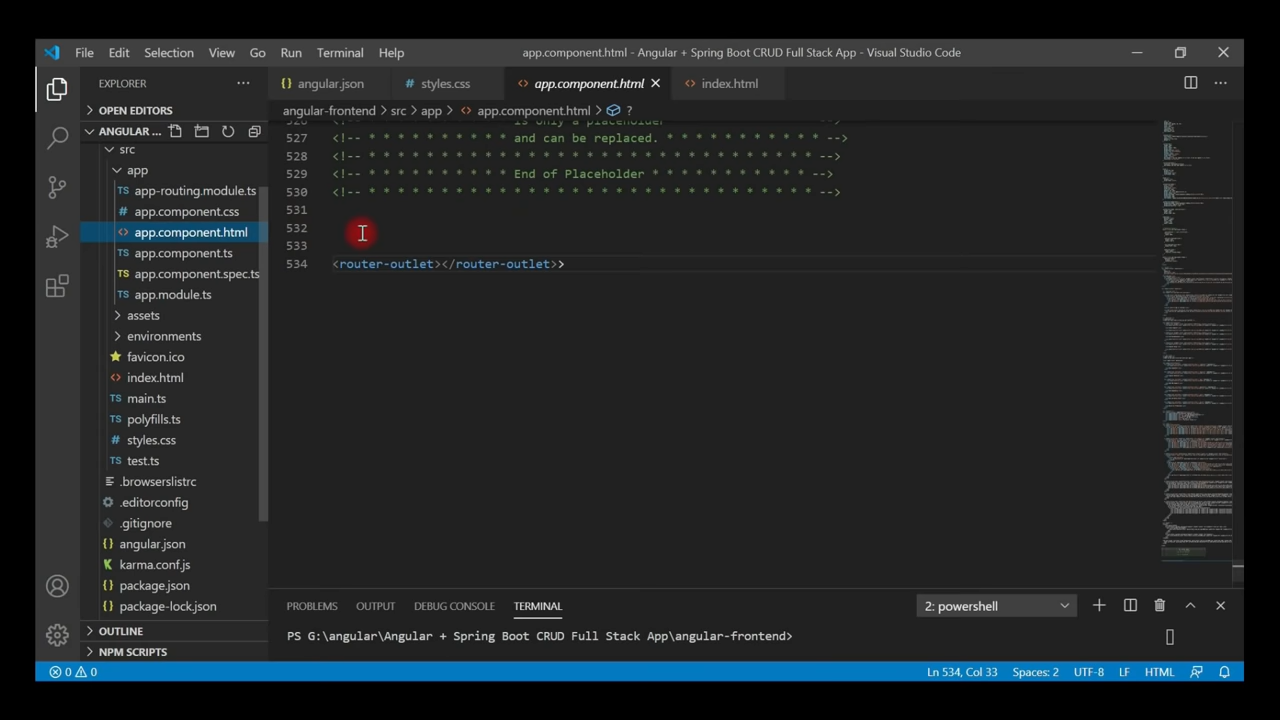 File Edit Selection View Go Run Terminal Help app.component.html - Angular + Spring Boot CRUD Full Stack App - Visual Studio Code
EXPLORER ... angular.json styles.css app.component.html index.html ...
OPEN EDITORS angular-frontend > src > app > app.component.html > ?
ANGULAR ...
src
app
app-routing.module.ts
app.component.css
app.component.html
app.component.ts
app.component.spec.ts
app.module.ts
assets
environments
favicon.ico
index.html
main.ts
polyfills.ts
styles.css
test.ts
.browserslistrc
.editorconfig
.gitignore
angular.json
karma.conf.js
package.json
package-lock.json
OUTLINE
NPM SCRIPTS
526 <!-- * * * * * * * * * * is only a placeholder * * * * * * * * * * -->
527 <!-- * * * * * * * * * * and can be replaced. * * * * * * * * * * * -->
528 <!-- * * * * * * * * * * * * * * * * * * * * * * * * * * * * * * * -->
529 <!-- * * * * * * * * * * End of Placeholder * * * * * * * * * * * -->
530 <!-- * * * * * * * * * * * * * * * * * * * * * * * * * * * * * * * -->
531
532
533
534 <router-outlet></router-outlet>>
PROBLEMS OUTPUT DEBUG CONSOLE TERMINAL 2: powershell
PS G:\angular\Angular + Spring Boot CRUD Full Stack App\angular-frontend>
0 0 Ln 534, Col 33 Spaces: 2 UTF-8 LF HTML